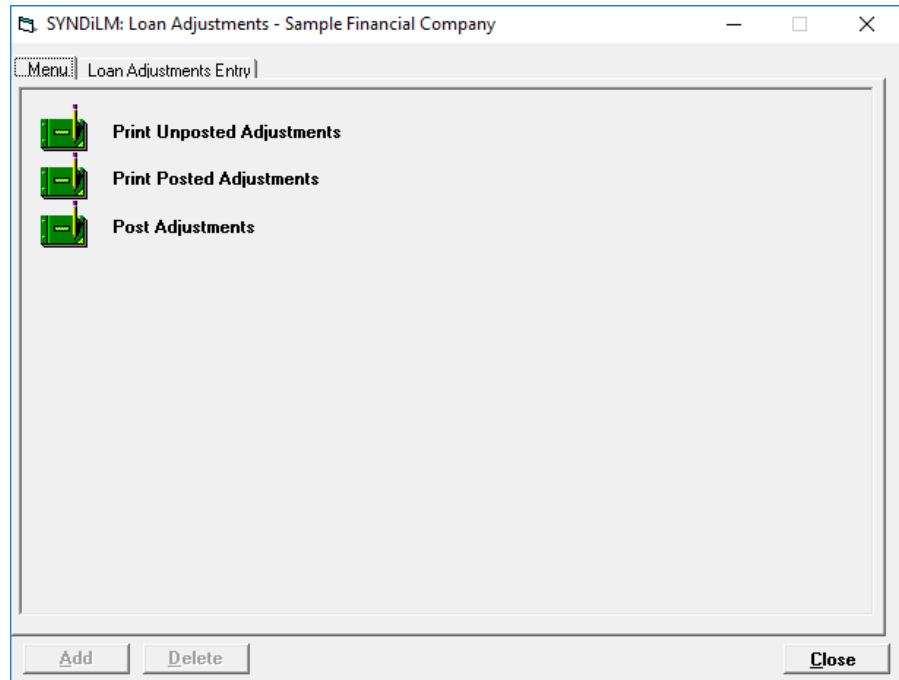 SYNDiLM: Loan Adjustments - Sample Financial Company
Menu Loan Adjustments Entry
Print Unposted Adjustments
Print Posted Adjustments
Post Adjustments
Add Delete Close